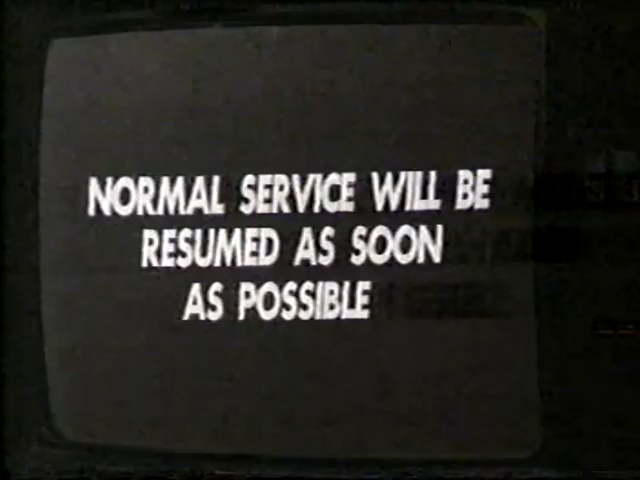 NORMAL SERVICE WILL BE
RESUMED AS SOON
AS POSSIBLE